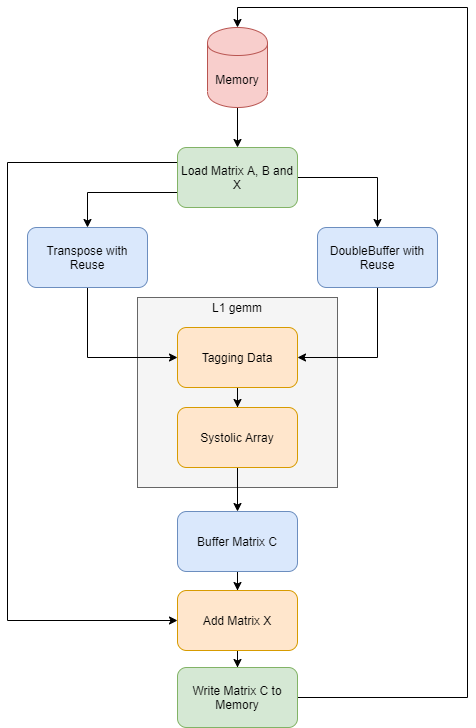 Memory
Load Matrix A, B and
X
Transpose with
Reuse
DoubleBuffer with
Reuse
L1 gemm
Tagging Data
Systolic Array
Buffer Matrix C
Add Matrix X
Write Matrix C to
Memory